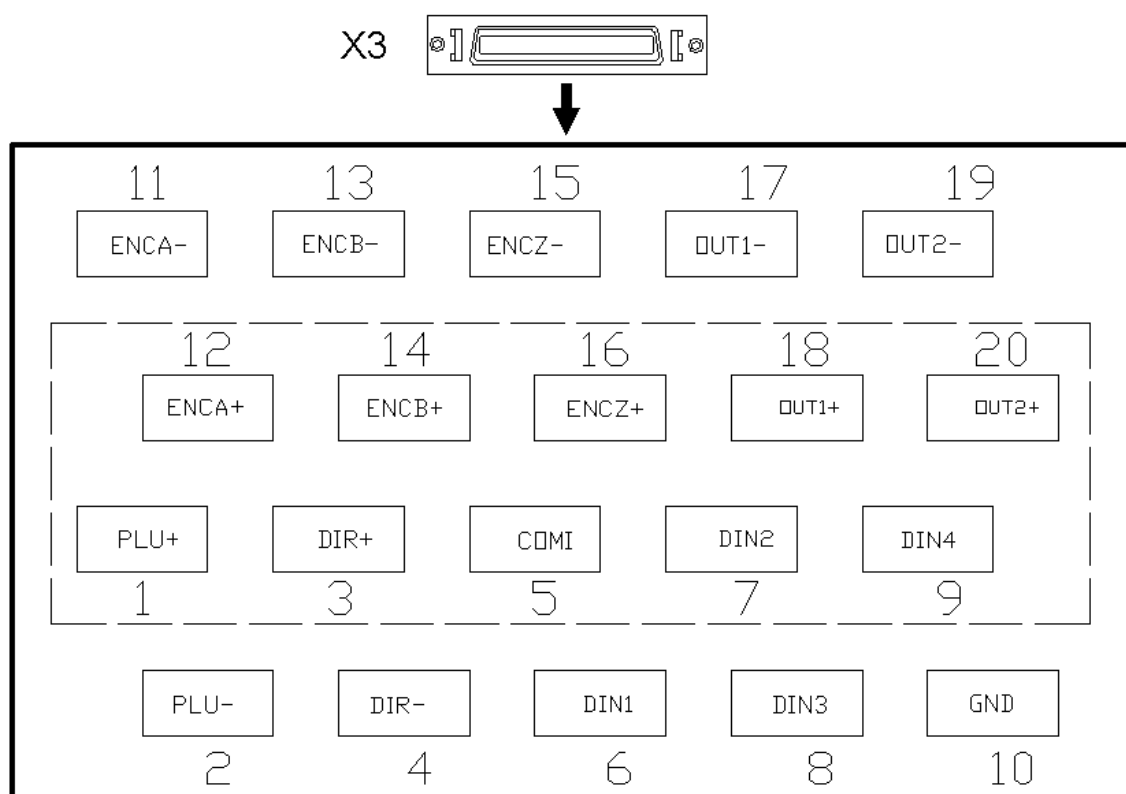 X3
11 13 15 17 19
ENCA- ENCB- ENCZ- OUT1- OUT2-
12 14 16 18 20
ENCA+ ENCB+ ENCZ+ OUT1+ OUT2+
PLU+ DIR+ COMI DIN2 DIN4
1 3 5 7 9
PLU- DIR- DIN1 DIN3 GND
2 4 6 8 10